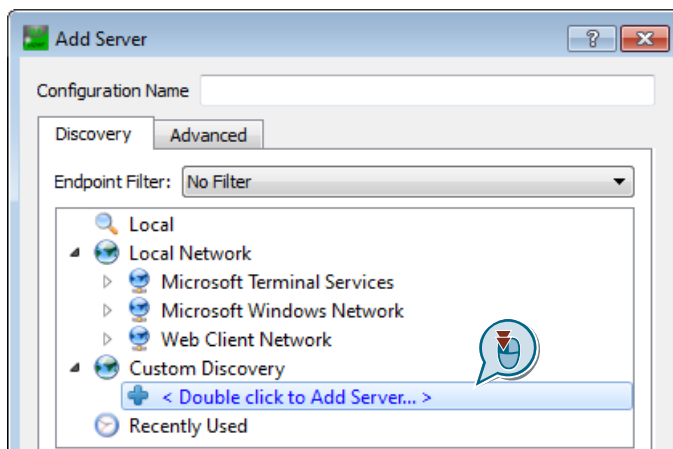 Add Server
Configuration Name
Discovery Advanced
Endpoint Filter: No Filter
Local
Local Network
Microsoft Terminal Services
Microsoft Windows Network
Web Client Network
Custom Discovery
< Double click to Add Server... >
Recently Used